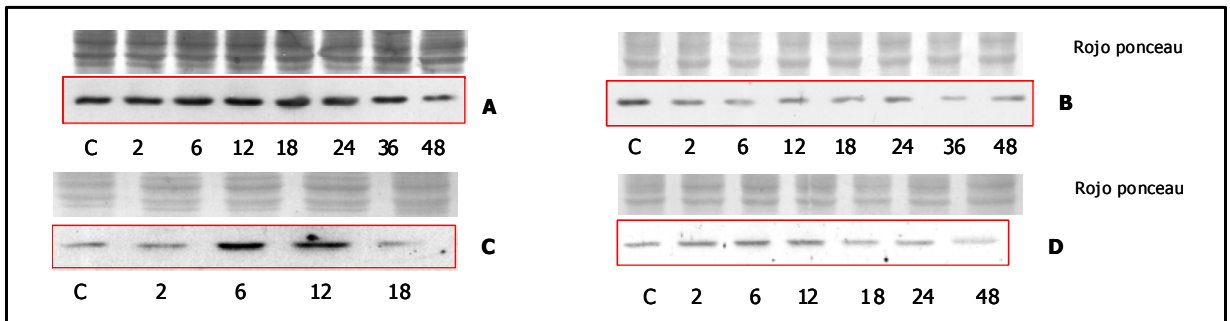 Rojo ponceau
A
B
C 2 6 12 18 24 36 48
C 2 6 12 18 24 36 48
Rojo ponceau
C
D
C 2 6 12 18
C 2 6 12 18 24 48